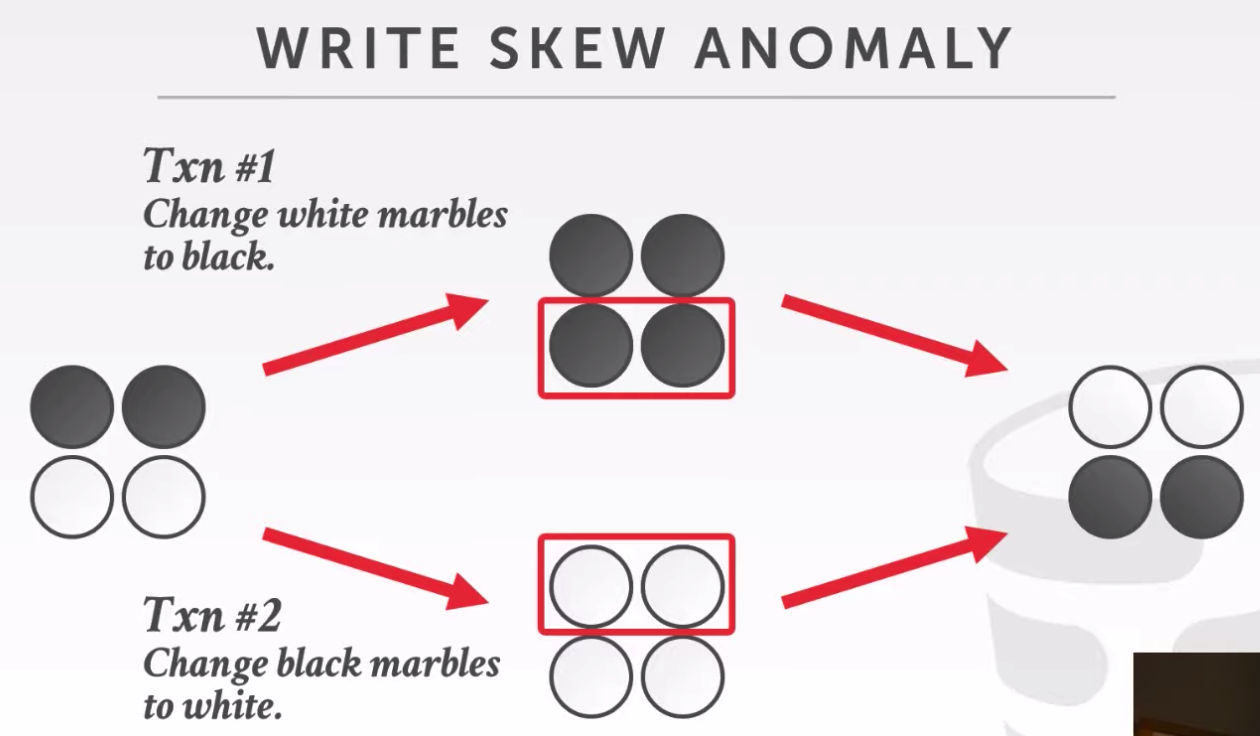 WRITE SKEW ANOMALY
Txn #1
Change white marbles
to black.
Txn #2
Change black marbles
to white.